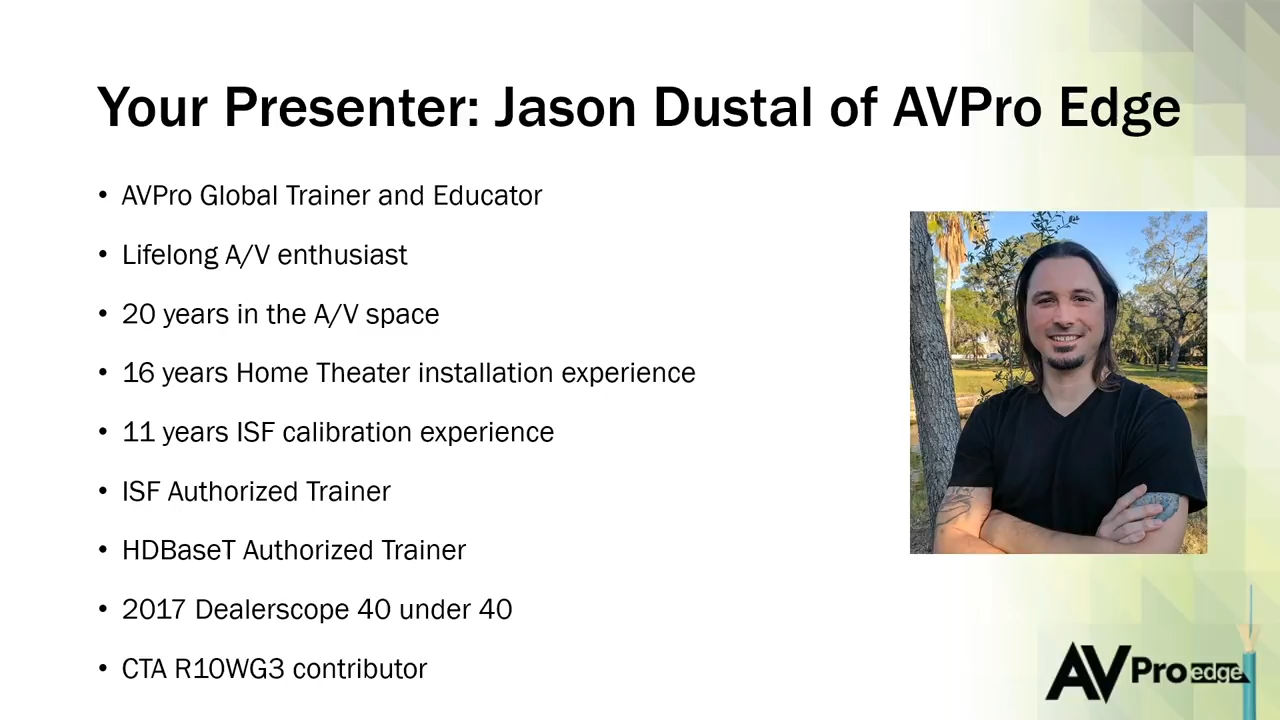 Your Presenter: Jason Dustal of AVPro Edge
• AVPro Global Trainer and Educator
• Lifelong A/V enthusiast
• 20 years in the A/V space
• 16 years Home Theater installation experience
• 11 years ISF calibration experience
• ISF Authorized Trainer
• HDBaseT Authorized Trainer
• 2017 Dealerscope 40 under 40
• CTA R10WG3 contributor
AVPro edge